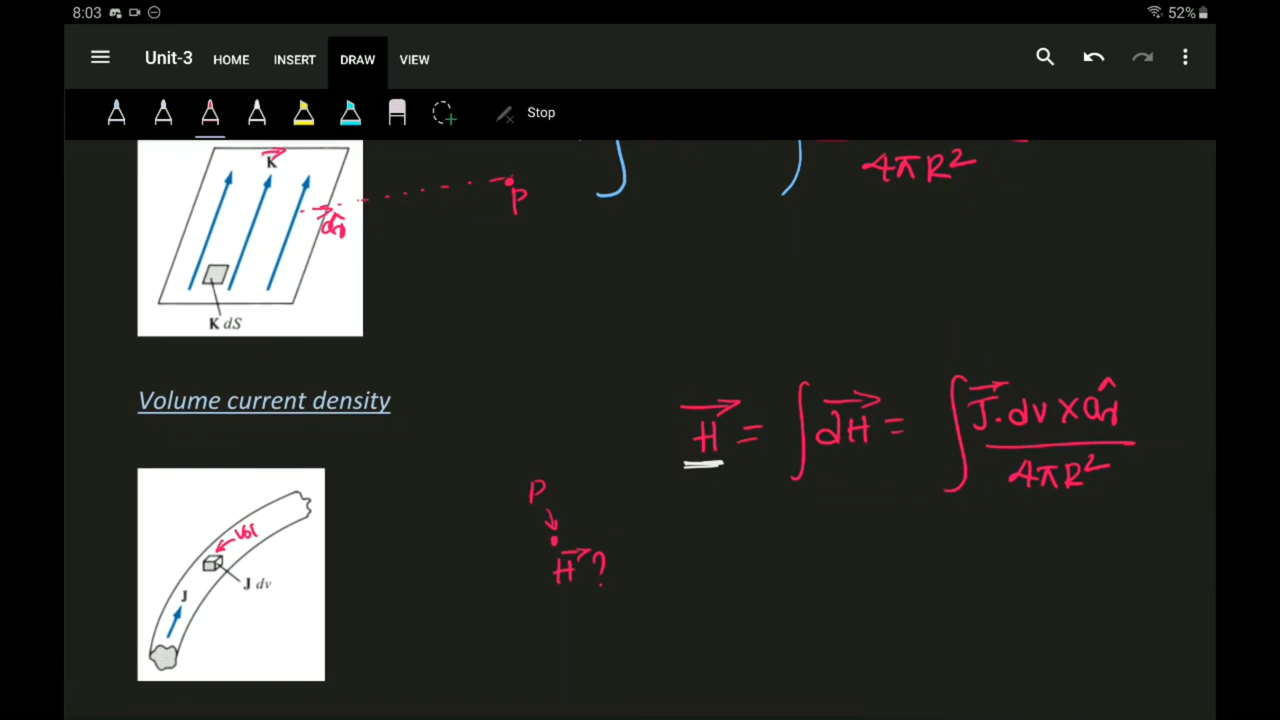 8:03 52%
Unit-3 HOME INSERT DRAW VIEW
Stop
K
4πR²
P
K dS
Volume current density
H = ∫ dH = ∫ J. dv × â
4πR²
P
H ?
vol
J dv
J